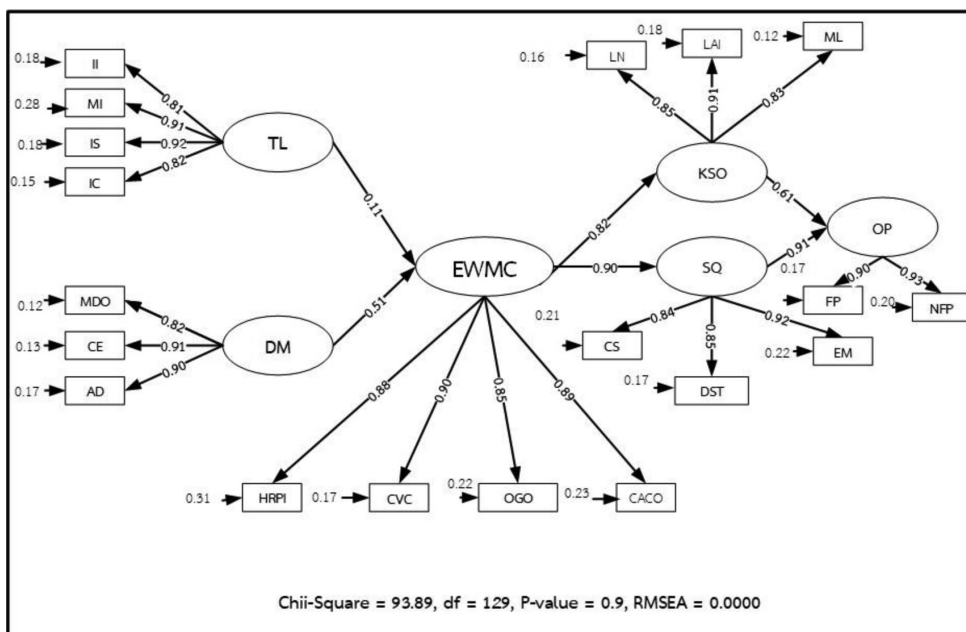 0.18 II
0.28 MI
0.18 IS
0.15 IC
0.81
0.91
0.92
0.82
TL
0.11
0.12 MDO
0.13 CE
0.17 AD
0.82
0.91
0.90
DM
0.51
EWMC
0.82
0.90
0.16 LN
0.18 LAI
0.12 ML
0.85
0.91
0.83
KSO
0.61
SQ
0.91
OP
0.90
0.93
0.17 FP
0.20 NFP
0.84
0.85
0.92
0.21 CS
0.17 DST
0.22 EM
0.88
0.90
0.85
0.89
0.31 HRPI
0.17 CVC
0.22 OGO
0.23 CACO
Chii-Square = 93.89, df = 129, P-value = 0.9, RMSEA = 0.0000